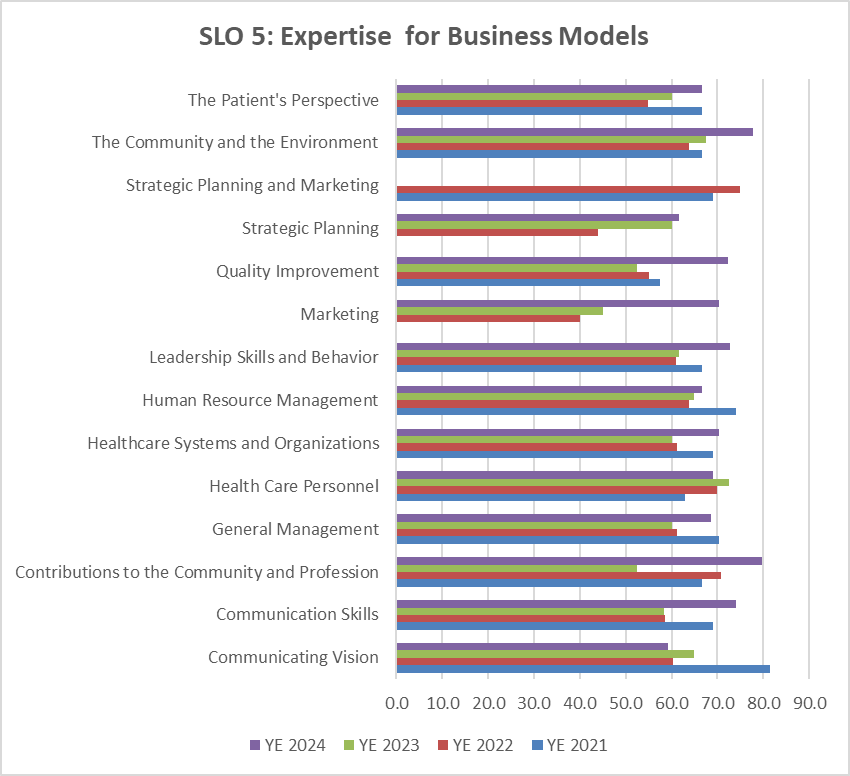 SLO 5: Expertise  for Business Models
The Patient's Perspective
The Community and the Environment
Strategic Planning and Marketing
Strategic Planning
Quality Improvement
Marketing
Leadership Skills and Behavior
Human Resource Management
Healthcare Systems and Organizations
Health Care Personnel
General Management
Contributions to the Community and Profession
Communication Skills
Communicating Vision
0.0 10.0 20.0 30.0 40.0 50.0 60.0 70.0 80.0 90.0
YE 2024 YE 2023 YE 2022 YE 2021